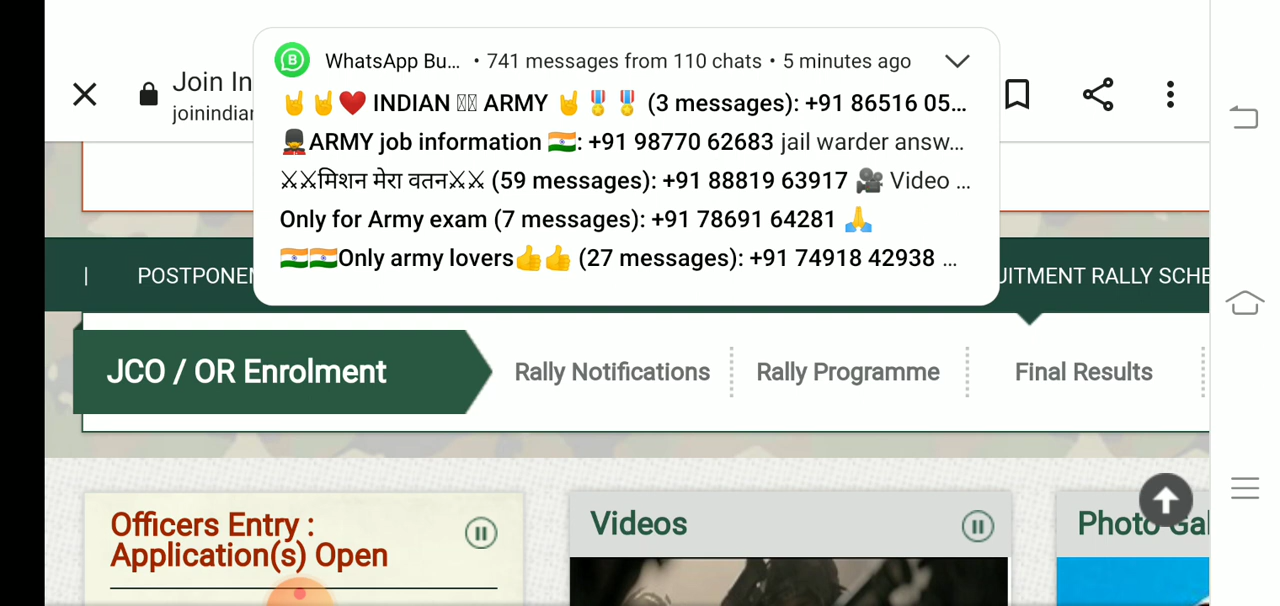 WhatsApp Bu... • 741 messages from 110 chats • 5 minutes ago
Join In
joinindian
🤘🤘❤️ INDIAN ARMY 🤘🎖️🎖️ (3 messages): +91 86516 05...
💂ARMY job information 🇮🇳: +91 98770 62683 jail warder answ...
⚔⚔मिशन मेरा वतन⚔⚔ (59 messages): +91 88819 63917 🎥 Video ...
Only for Army exam (7 messages): +91 78691 64281 🙏
🇮🇳🇮🇳Only army lovers👍👍 (27 messages): +91 74918 42938 ...
| POSTPONEM UITMENT RALLY SCHE
JCO / OR Enrolment Rally Notifications Rally Programme Final Results
Officers Entry :
Application(s) Open
Videos
Photo Gal